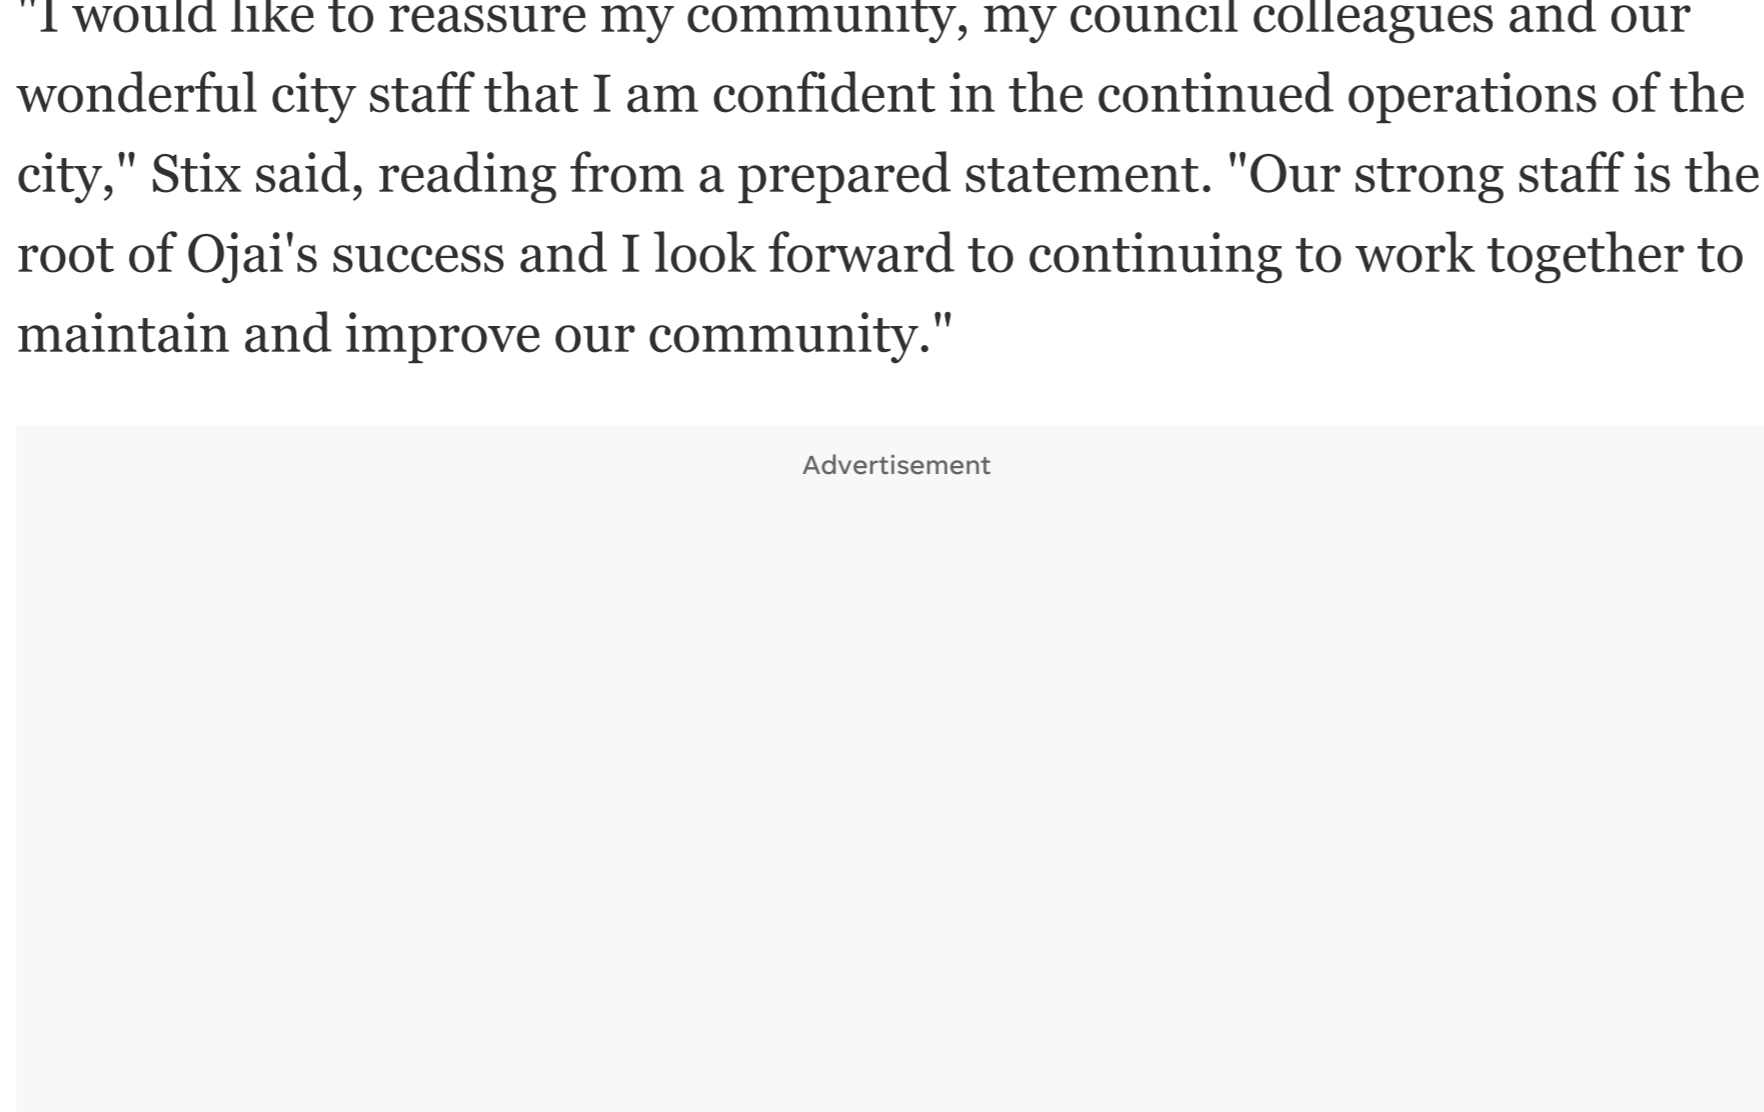 "I would like to reassure my community, my council colleagues and our
wonderful city staff that I am confident in the continued operations of the
city," Stix said, reading from a prepared statement. "Our strong staff is the
root of Ojai's success and I look forward to continuing to work together to
maintain and improve our community."
Advertisement